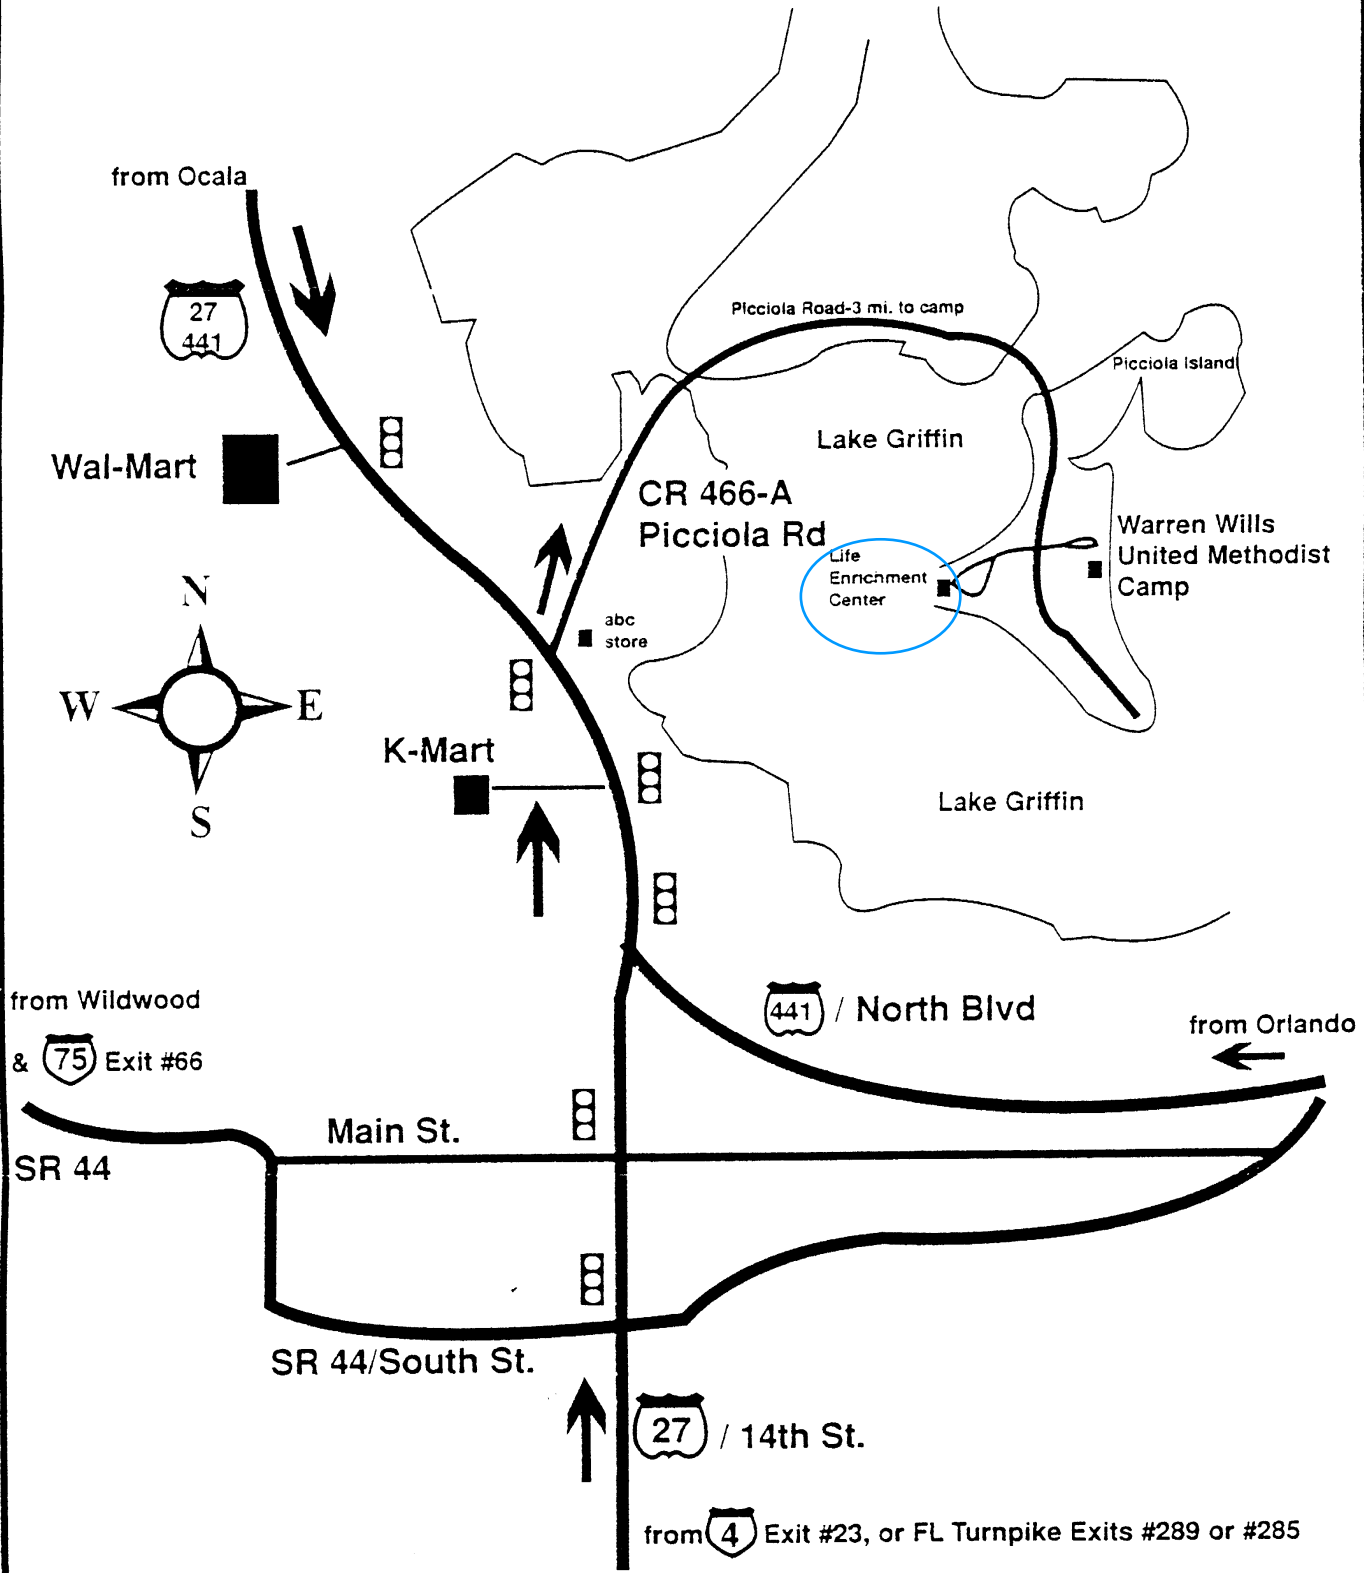 from Ocala
27
441
Picciola Road-3 mi. to camp
Picciola Island
Wal-Mart
Lake Griffin
CR 466-A
Picciola Rd
Warren Wills
United Methodist
Camp
Life
Enrichment
Center
abc
store
N
W E
S
K-Mart
Lake Griffin
from Wildwood
& 75 Exit #66
441 / North Blvd
from Orlando
Main St.
SR 44
SR 44/South St.
27 / 14th St.
from 4 Exit #23, or FL Turnpike Exits #289 or #285